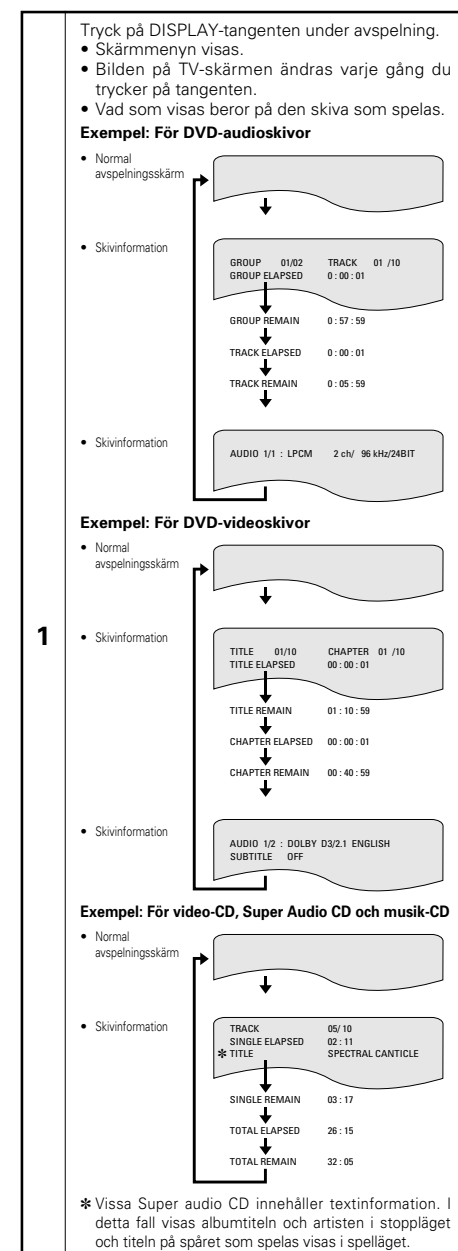 Tryck på DISPLAY-tangenten under avspelning.
• Skärmmenyn visas.
• Bilden på TV-skärmen ändras varje gång du
trycker på tangenten.
• Vad som visas beror på den skiva som spelas.
Exempel: För DVD-audioskivor
• Normal
avspelningsskärm
• Skivinformation
GROUP 01/02 TRACK 01 /10
GROUP ELAPSED 0 : 00 : 01
GROUP REMAIN 0 : 57 : 59
TRACK ELAPSED 0 : 00 : 01
TRACK REMAIN 0 : 05 : 59
• Skivinformation
AUDIO 1/1 : LPCM 2 ch/ 96 kHz/24BIT
Exempel: För DVD-videoskivor
• Normal
avspelningsskärm
1
• Skivinformation
TITLE 01/10 CHAPTER 01 /10
TITLE ELAPSED 00 : 00 : 01
TITLE REMAIN 01 : 10 : 59
CHAPTER ELAPSED 00 : 00 : 01
CHAPTER REMAIN 00 : 40 : 59
• Skivinformation
AUDIO 1/2 : DOLBY D3/2.1 ENGLISH
SUBTITLE OFF
Exempel: För video-CD, Super Audio CD och musik-CD
• Normal
avspelningsskärm
• Skivinformation
TRACK 05/ 10
SINGLE ELAPSED 02 : 11
✻ TITLE SPECTRAL CANTICLE
SINGLE REMAIN 03 : 17
TOTAL ELAPSED 26 : 15
TOTAL REMAIN 32 : 05
✻ Vissa Super audio CD innehåller textinformation. I
detta fall visas albumtiteln och artisten i stoppläget
och titeln på spåret som spelas visas i spelläget.